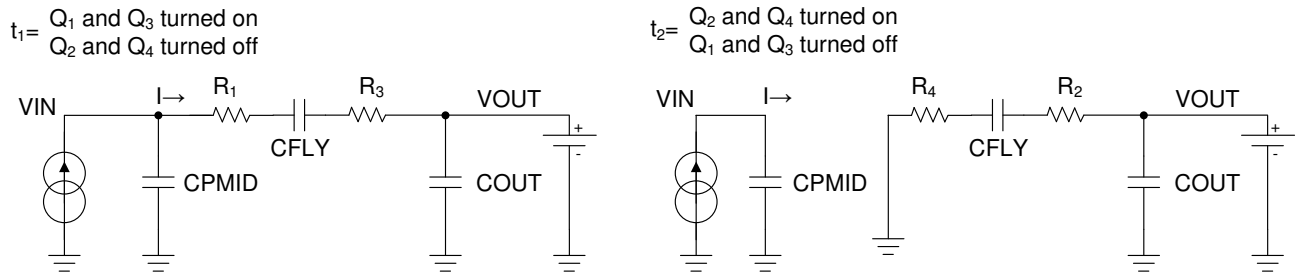 t₁= Q₁ and Q₃ turned on
Q₂ and Q₄ turned off
VIN
I→
R₁
R₃
VOUT
+
-
CFLY
CPMID
COUT
t₂= Q₂ and Q₄ turned on
Q₁ and Q₃ turned off
VIN
I→
R₄
R₂
VOUT
+
-
CFLY
CPMID
COUT